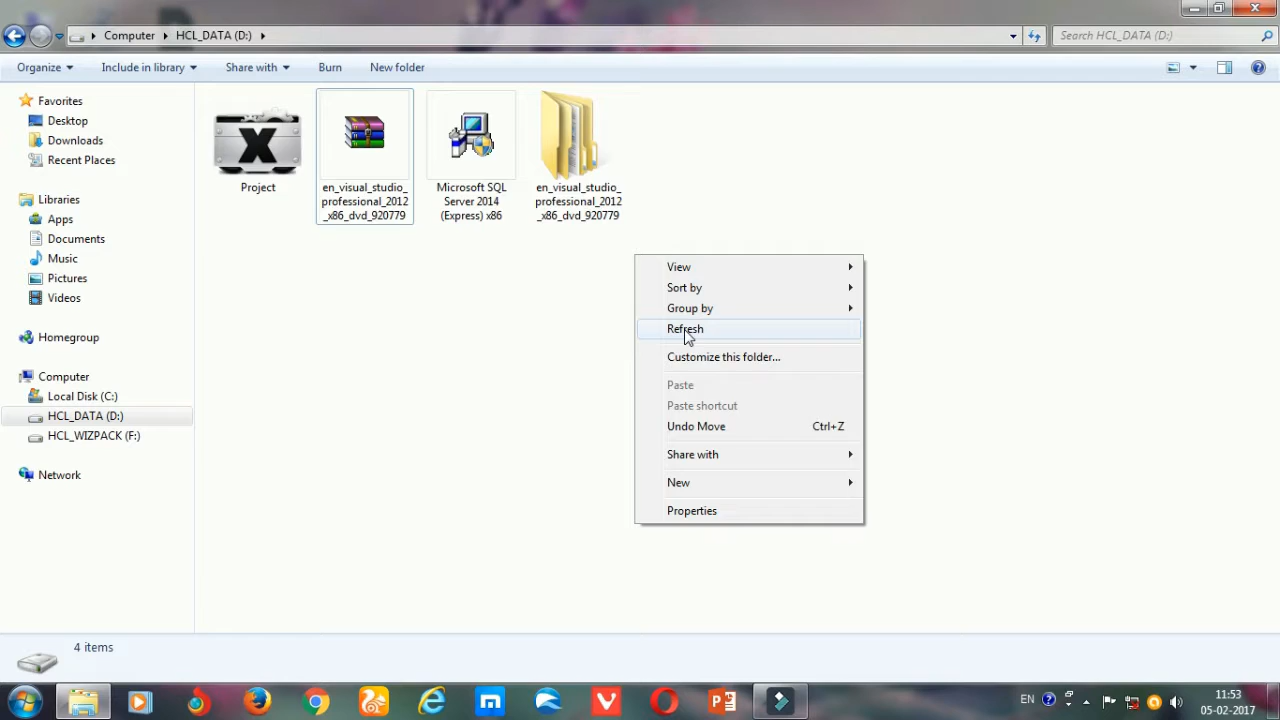 Computer HCL_DATA (D:)
Search HCL_DATA (D:)
Organize Include in library Share with Burn New folder
Favorites
Desktop
Downloads
Recent Places
Libraries
Apps
Documents
Music
Pictures
Videos
Homegroup
Computer
Local Disk (C:)
HCL_DATA (D:)
HCL_WIZPACK (F:)
Network
Project
en_visual_studio_
professional_2012
_x86_dvd_920779
Microsoft SQL
Server 2014
(Express) x86
en_visual_studio_
professional_2012
_x86_dvd_920779
View
Sort by
Group by
Refresh
Customize this folder...
Paste
Paste shortcut
Undo Move Ctrl+Z
Share with
New
Properties
4 items
EN
11:53
05-02-2017